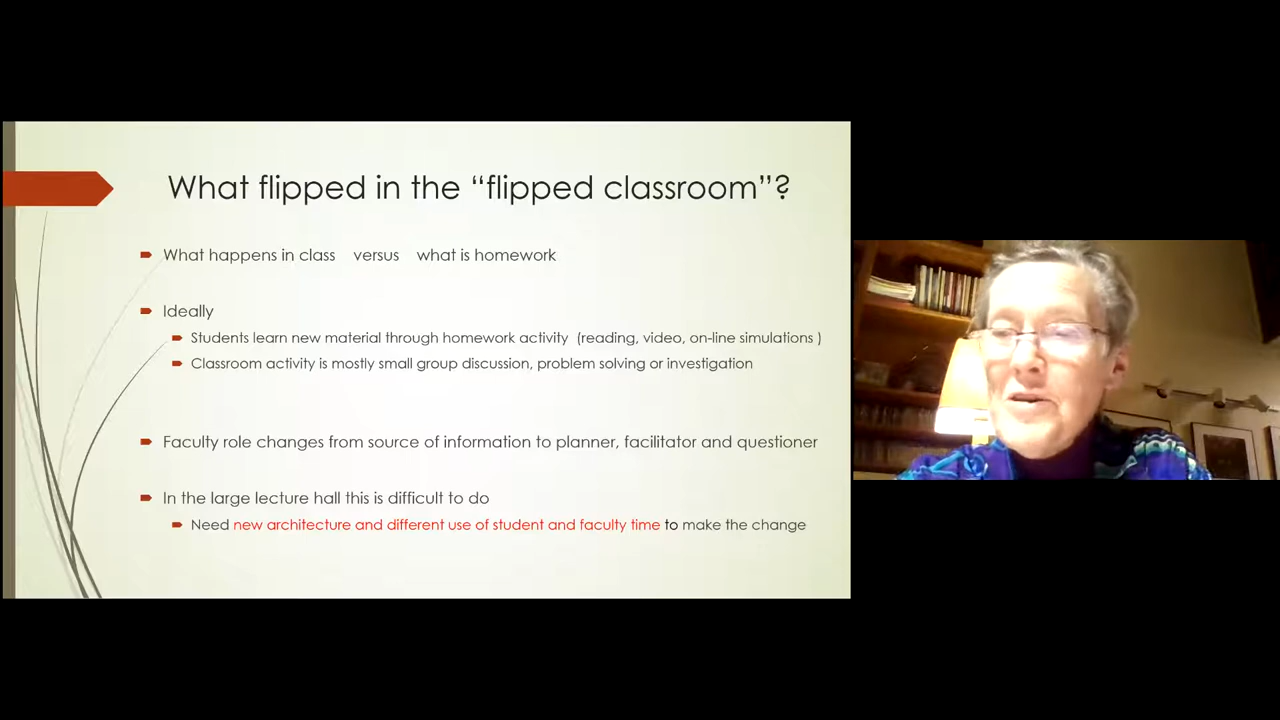 What flipped in the “flipped classroom”?
What happens in class versus what is homework
Ideally
Students learn new material through homework activity (reading, video, on-line simulations )
Classroom activity is mostly small group discussion, problem solving or investigation
Faculty role changes from source of information to planner, facilitator and questioner
In the large lecture hall this is difficult to do
Need new architecture and different use of student and faculty time to make the change